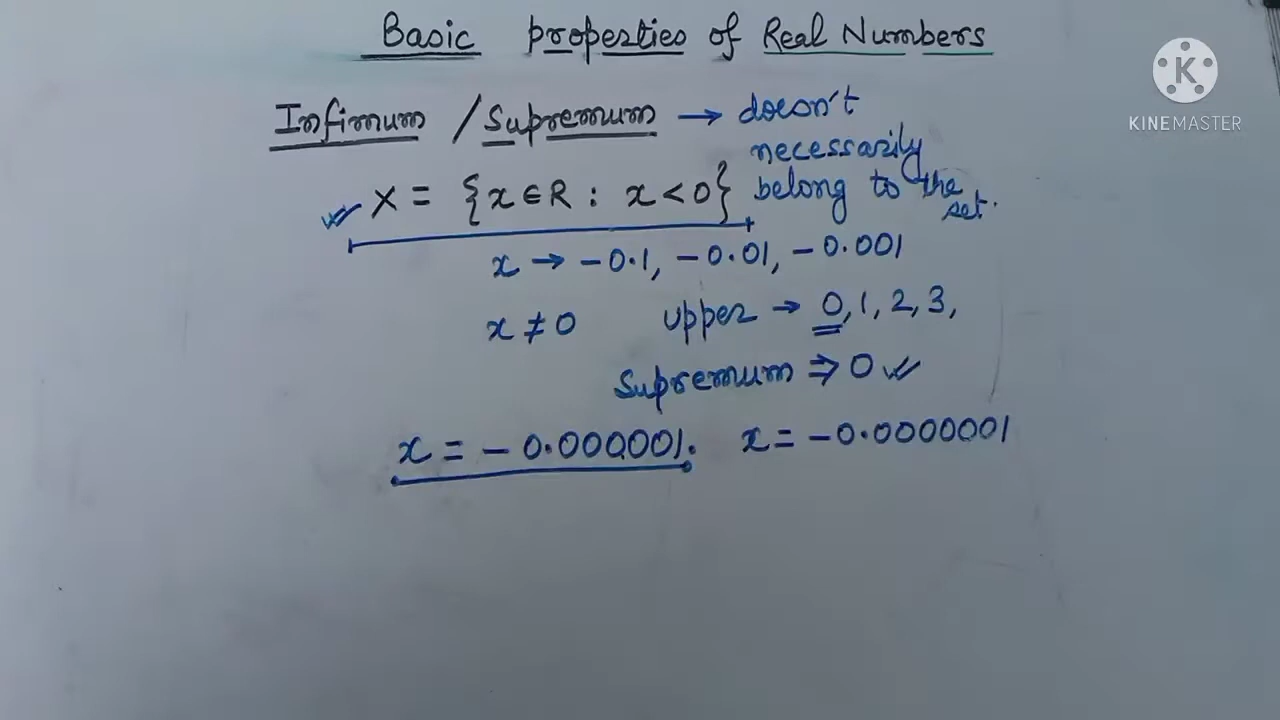 Basic properties of Real Numbers
K
KINEMASTER
Infimum / Supremum → doesn't
necessarily
belong to the
set.
X = {x ∈ R : x < 0}
x → -0.1, -0.01, -0.001
x ≠ 0 upper → 0, 1, 2, 3,
Supremum ⇒ 0
x = -0.000001. x = -0.0000001